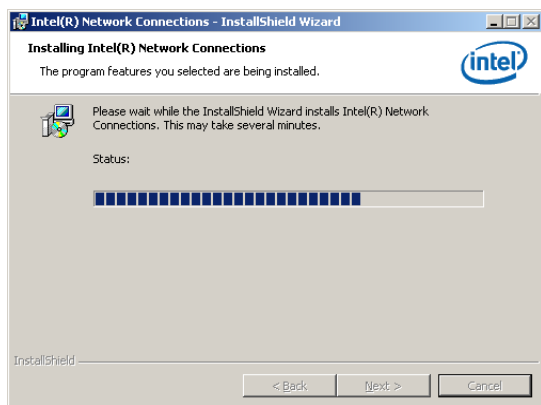 Intel(R) Network Connections - InstallShield Wizard
Installing Intel(R) Network Connections
The program features you selected are being installed.
intel
Please wait while the InstallShield Wizard installs Intel(R) Network
Connections. This may take several minutes.
Status:
InstallShield
< Back
Next >
Cancel